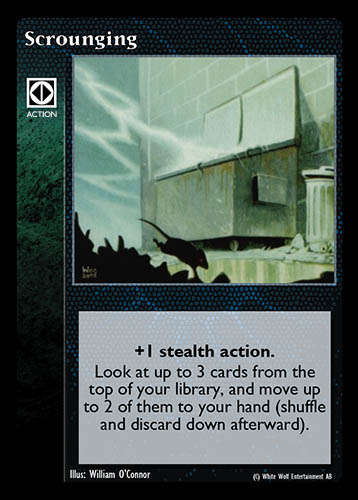 Scrounging
ACTION
+1 stealth action.
Look at up to 3 cards from the
top of your library, and move up
to 2 of them to your hand (shuffle
and discard down afterward).
Illus: William O'Connor
(C) White Wolf Entertainment AB